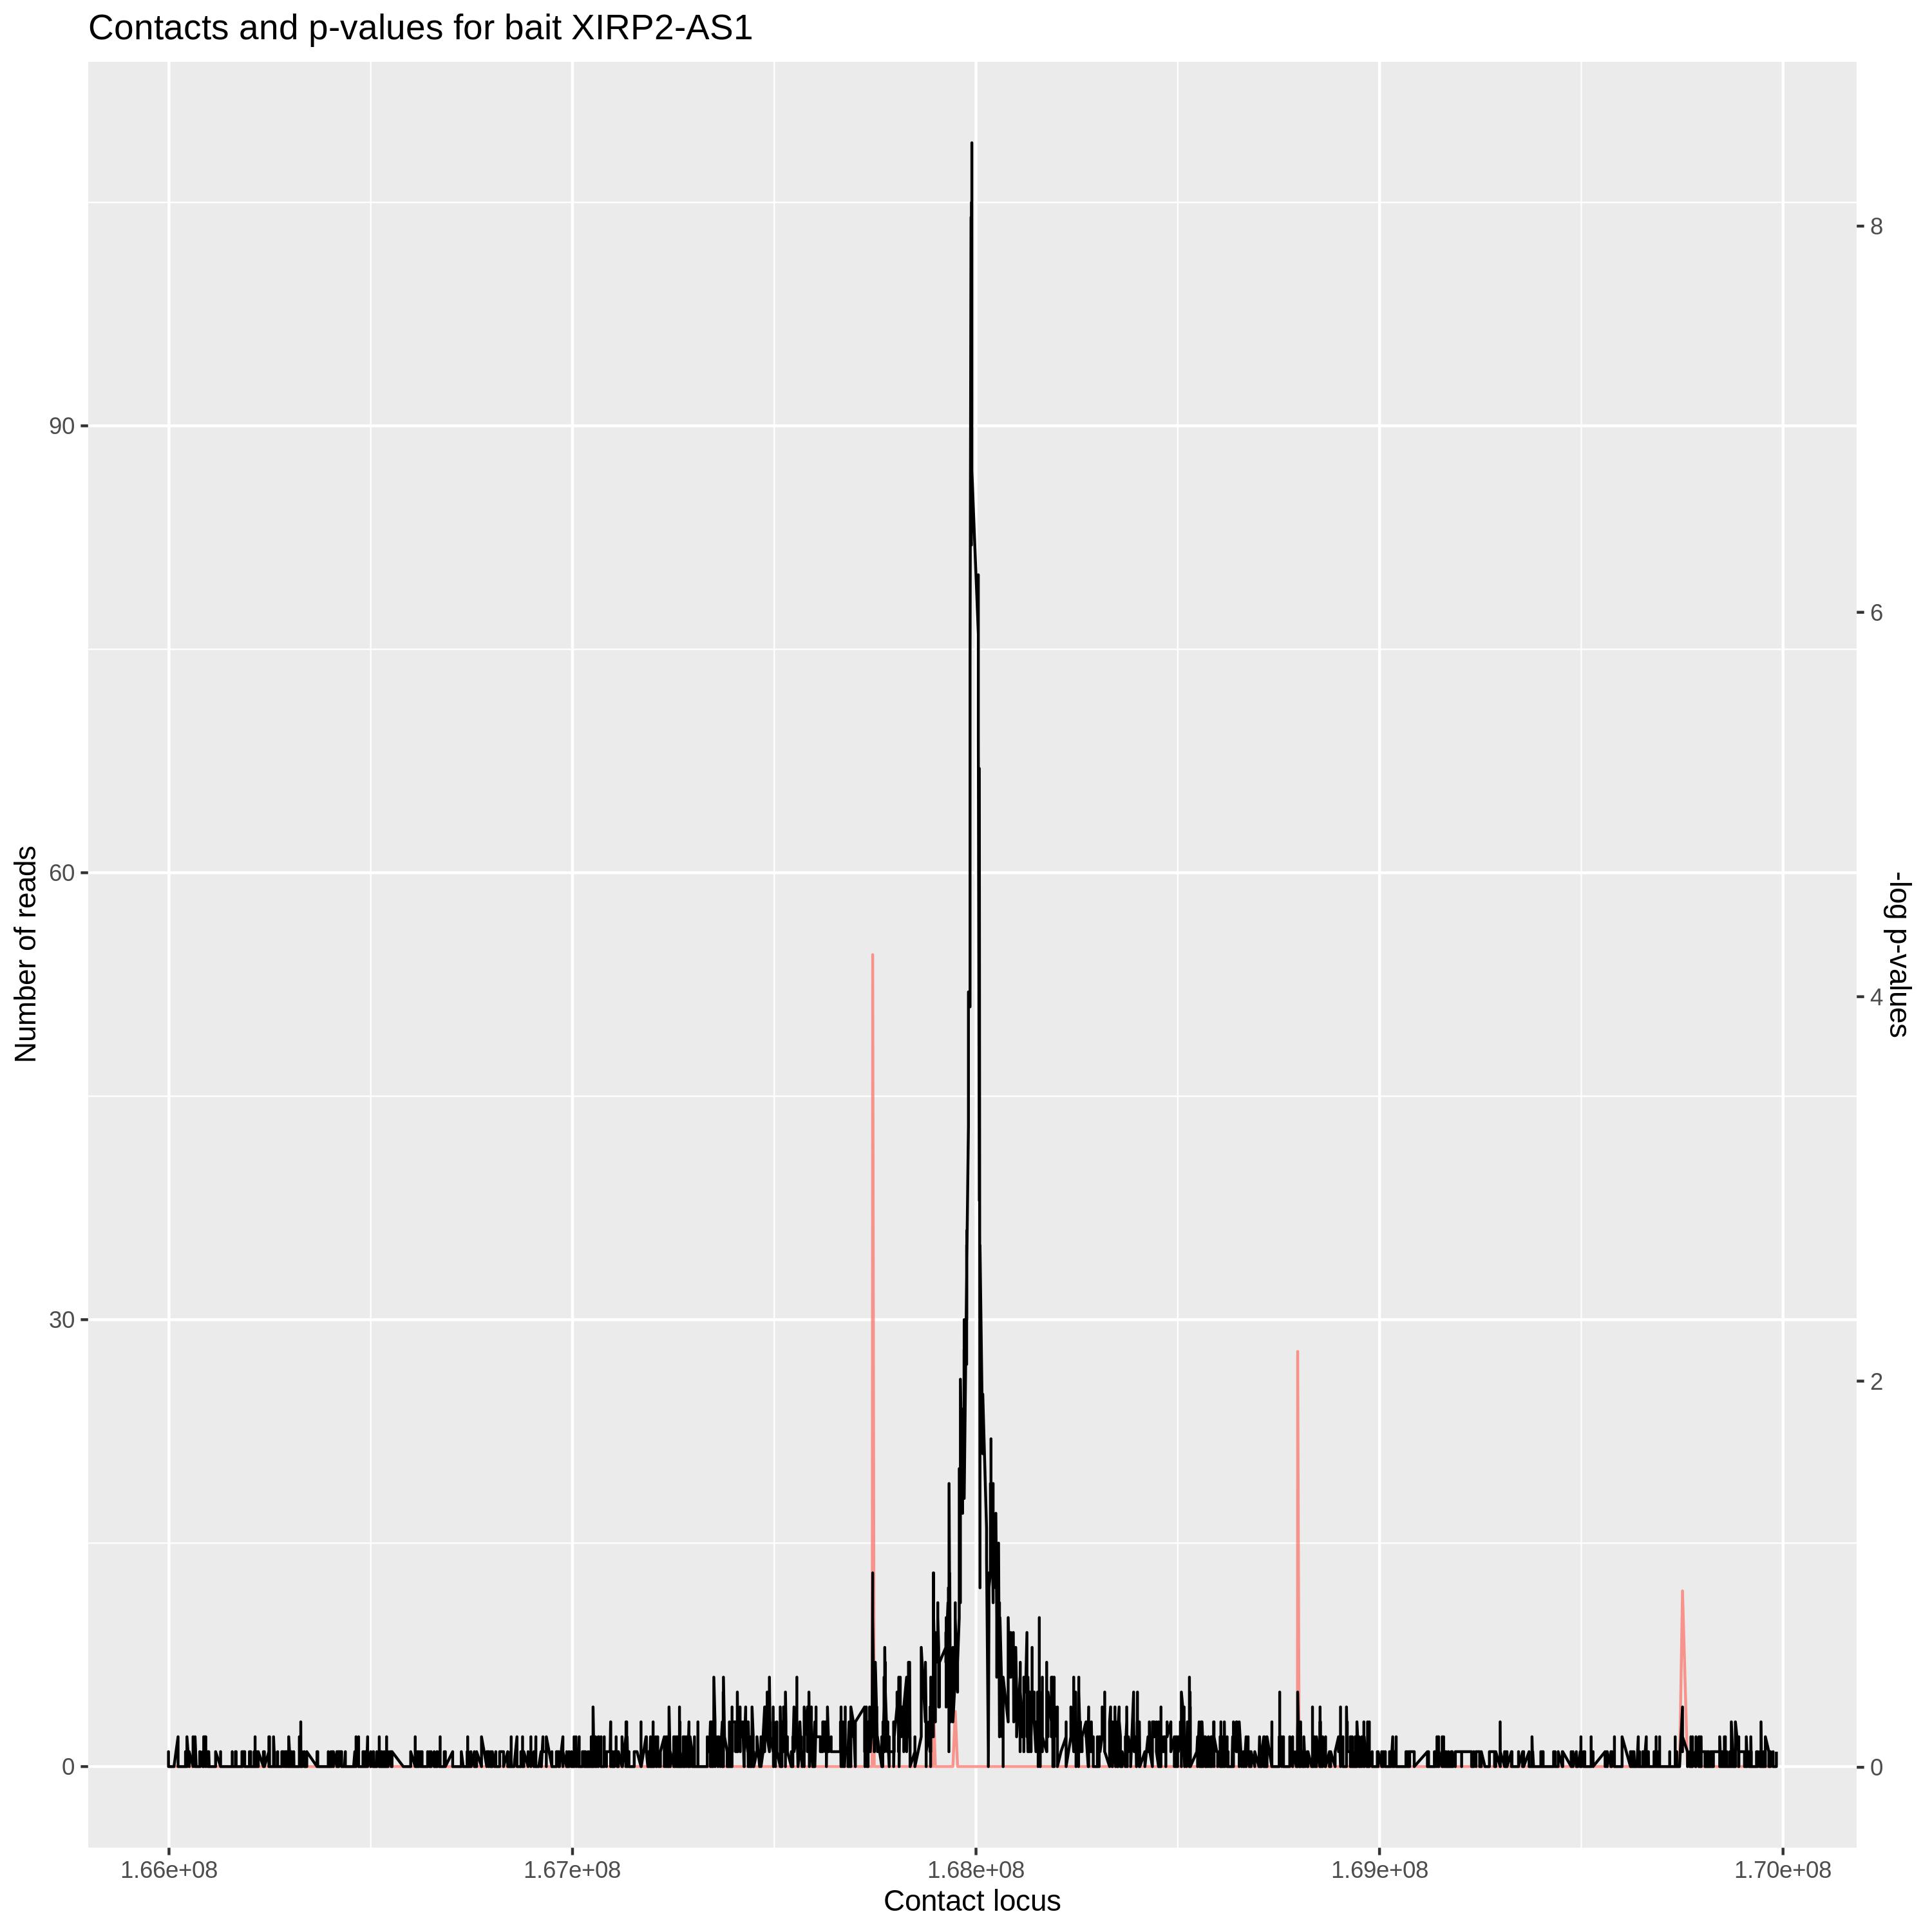 Contacts and p-values for bait XIRP2-AS1
Number of reads
90
60
30
0
8
6
4
2
0
-log p-values
1.66e+08 1.67e+08 1.68e+08 1.69e+08 1.70e+08
Contact locus